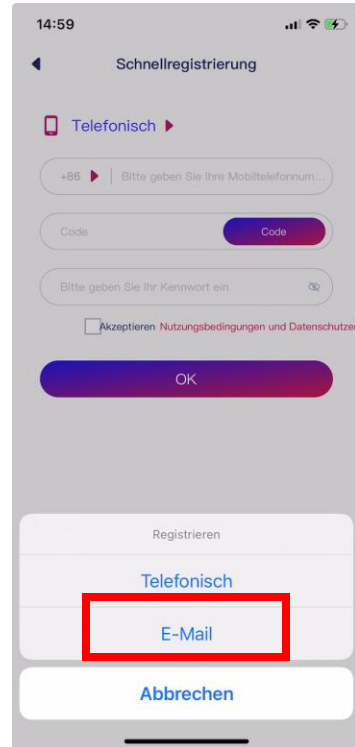 14:59
Schnellregistrierung
Telefonisch
+86 Bitte geben Sie Ihre Mobiltelefonnum...
Code Code
Bitte geben Sie Ihr Kennwort ein
Akzeptieren Nutzungsbedingungen und Datenschutze
OK
Registrieren
Telefonisch
E-Mail
Abbrechen